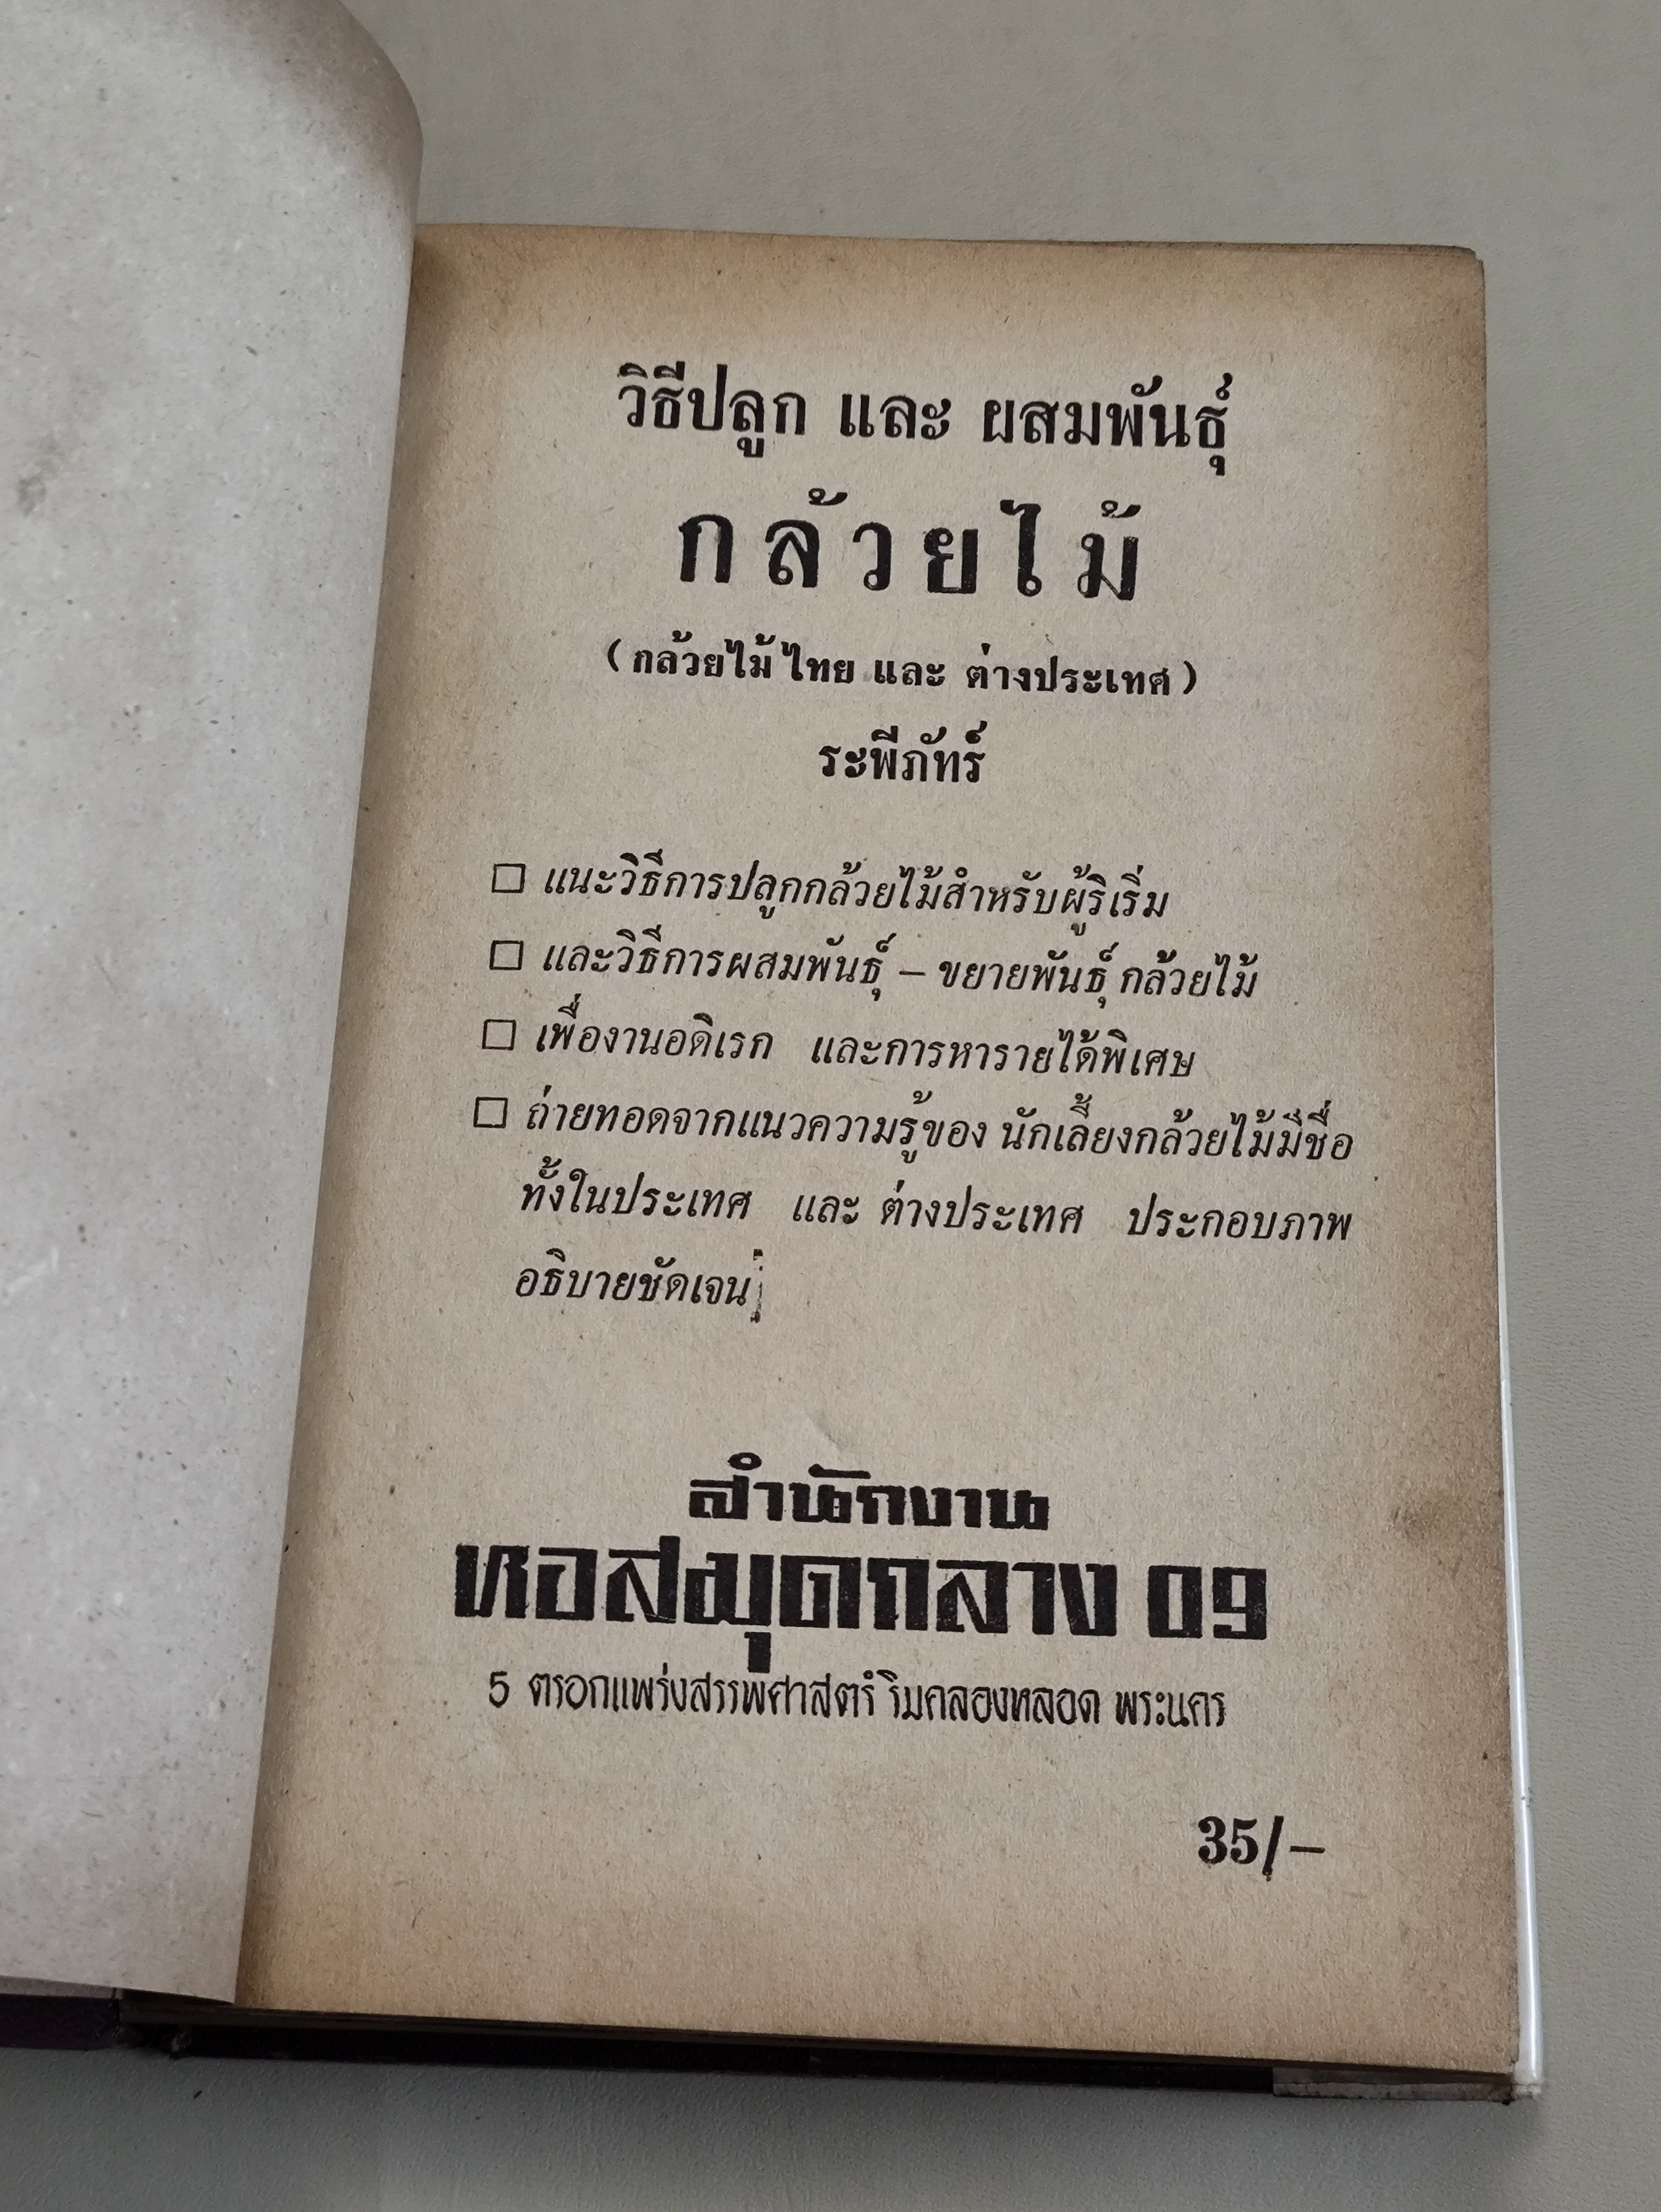 วิธีปลูก และ ผสมพันธุ์
กล้วยไม้
(กล้วยไม้ไทย และ ต่างประเทศ)
ระพีภัทร์
□ แนะวิธีการปลูกกล้วยไม้สำหรับผู้ริเริ่ม
□ และวิธีการผสมพันธุ์ – ขยายพันธุ์ กล้วยไม้
□ เพื่องานอดิเรก และการหารายได้พิเศษ
□ ถ่ายทอดจากแนวความรู้ของ นักเลี้ยงกล้วยไม้มีชื่อ
ทั้งในประเทศ และ ต่างประเทศ ประกอบภาพ
อธิบายชัดเจน
สำนักงาน
หอสมุดกลาง 09
5 ตรอกแพร่งสรรพศาสตร์ ริมคลองหลอด พระนคร
35/–